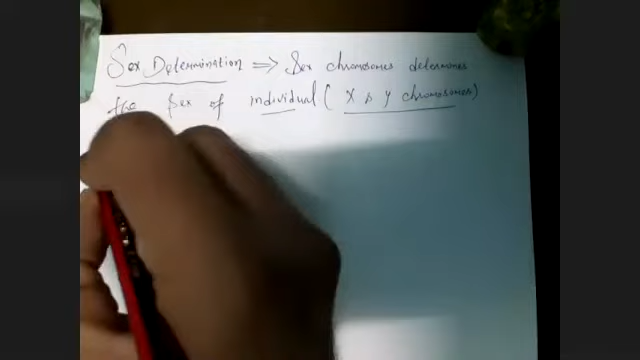 Sex Determination => Sex chromosomes determines
the sex of individual ( X & Y chromosomes)